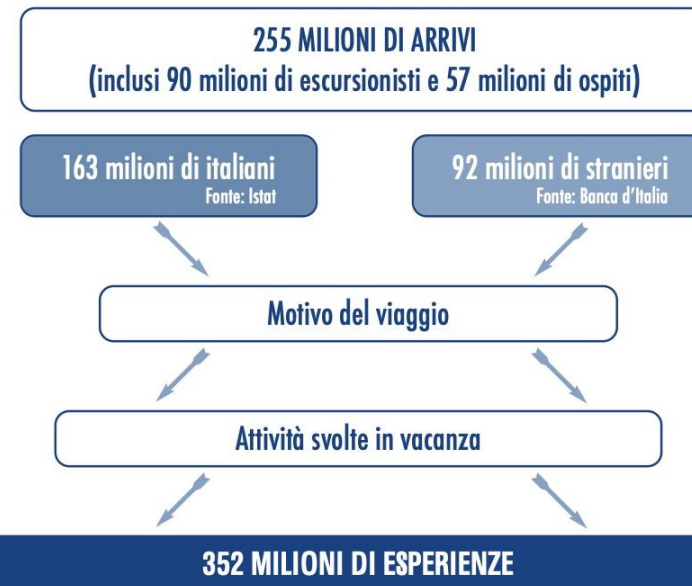 255 MILIONI DI ARRIVI
(inclusi 90 milioni di escursionisti e 57 milioni di ospiti)
163 milioni di italiani
Fonte: Istat
92 milioni di stranieri
Fonte: Banca d'Italia
Motivo del viaggio
Attività svolte in vacanza
352 MILIONI DI ESPERIENZE